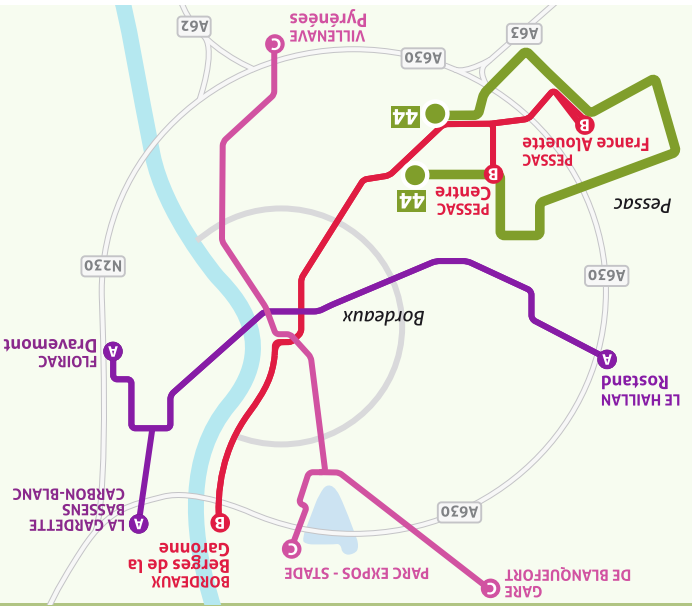 GARE
DE BLANQUEFORT
C
PARC EXPOS - STADE
C
BORDEAUX
Berges de la
Garonne
B
LA GARDETTE
BASSENS
CARBON-BLANC
A
A630
LE HAILLAN
Rostand
A
FLOIRAC
Dravemont
A
Bordeaux
A630
N230
Pessac
PESSAC
Centre
B
44
PESSAC
France Alouette
B
44
A630
A63
VILLENAVE
Pyrénées
C
A62